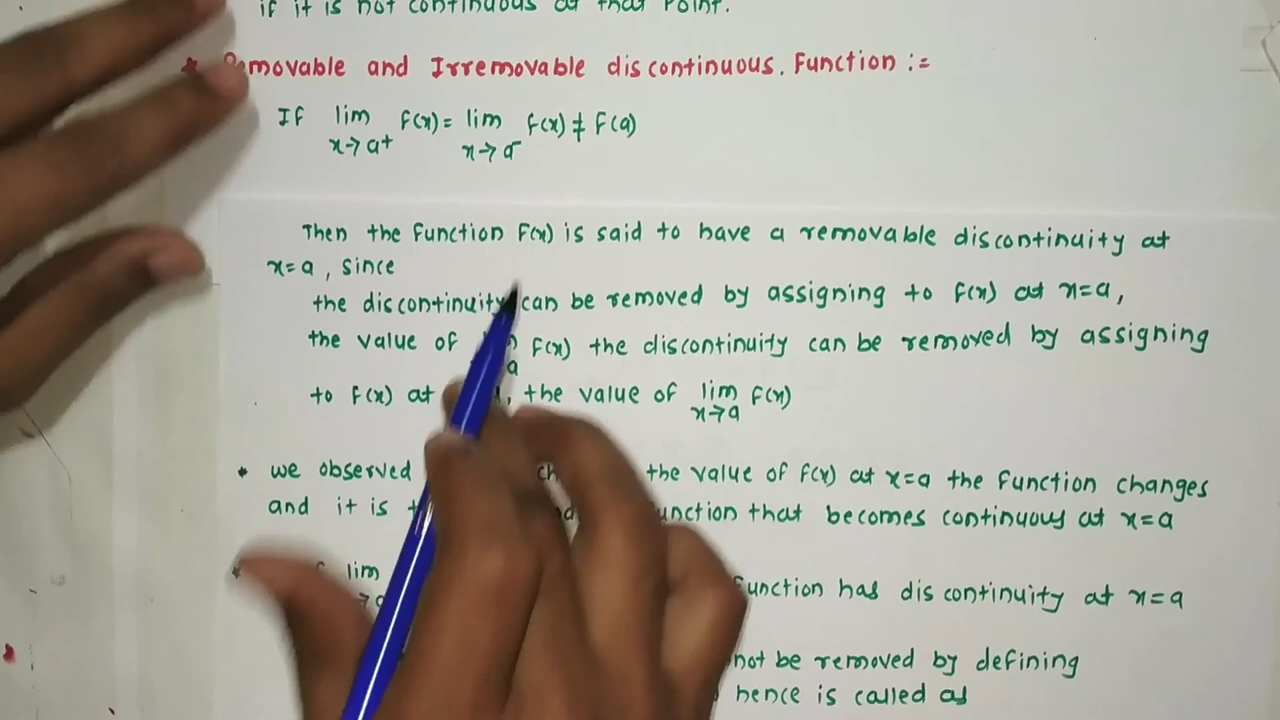 if it is not continuous at that Point.
Removable and Irremovable discontinuous. Function :=
If lim x→a⁺ f(x) = lim x→a⁻ f(x) ≠ f(a)
Then the function F(x) is said to have a removable discontinuity at
x=a, since
the discontinuity can be removed by assigning to f(x) at x=a,
the value of f(x) the discontinuity can be removed by assigning
to f(x) at , the value of lim x→a f(x)
* we observed the value of f(x) at x=a the function changes
and it is function that becomes continuous at x=a
* lim function has discontinuity at x=a
not be removed by defining
hence is called as